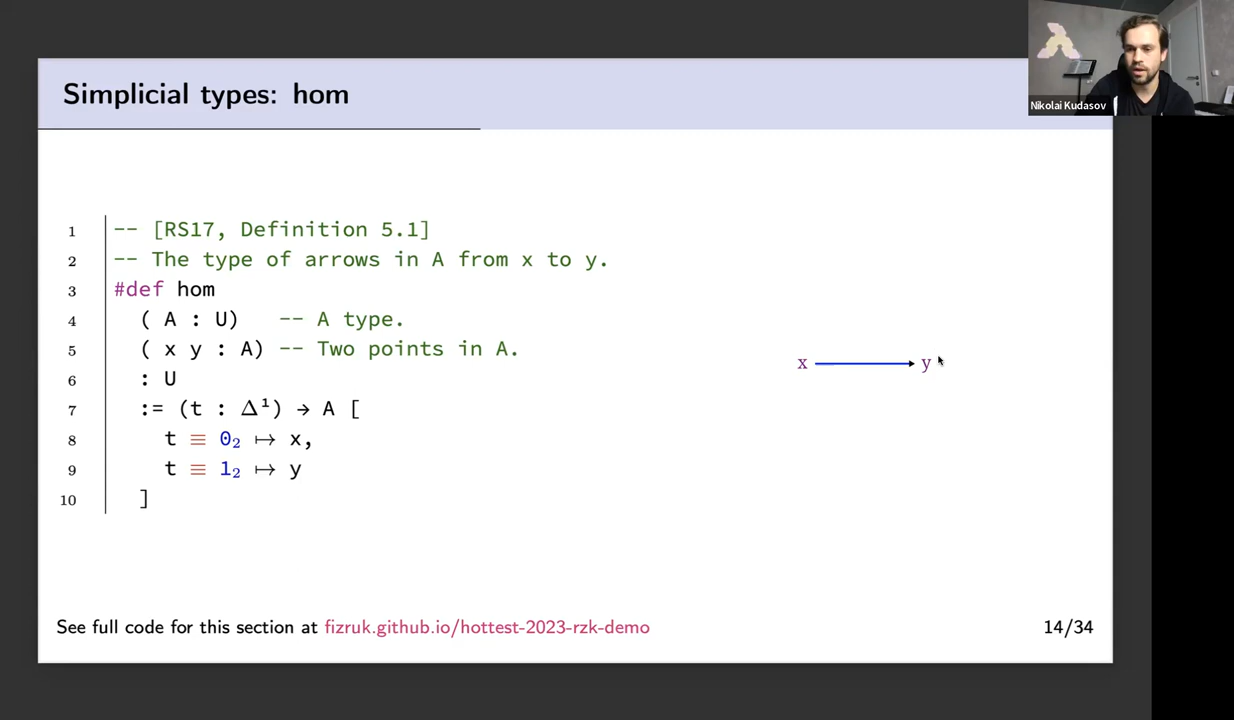 Simplicial types: hom
Nikolai Kudasov
1 -- [RS17, Definition 5.1]
2 -- The type of arrows in A from x to y.
3 #def hom
4 ( A : U) -- A type.
5 ( x y : A) -- Two points in A.
6 : U
7 := (t : Δ¹) → A [
8 t ≡ 0₂ ↦ x,
9 t ≡ 1₂ ↦ y
10 ]
x y
See full code for this section at fizruk.github.io/hottest-2023-rzk-demo 14/34